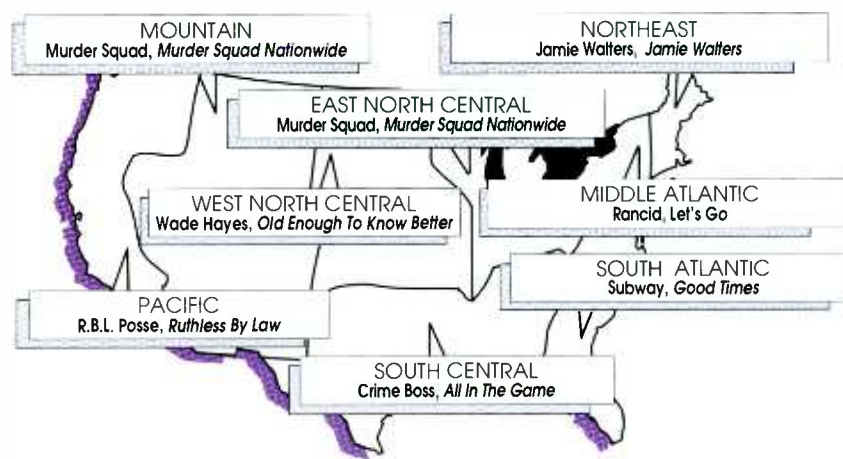 MOUNTAIN
Murder Squad, Murder Squad Nationwide
NORTHEAST
Jamie Walters, Jamie Walters
EAST NORTH CENTRAL
Murder Squad, Murder Squad Nationwide
WEST NORTH CENTRAL
Wade Hayes, Old Enough To Know Better
MIDDLE ATLANTIC
Rancid, Let's Go
SOUTH ATLANTIC
Subway, Good Times
PACIFIC
R.B.L. Posse, Ruthless By Law
SOUTH CENTRAL
Crime Boss, All In The Game